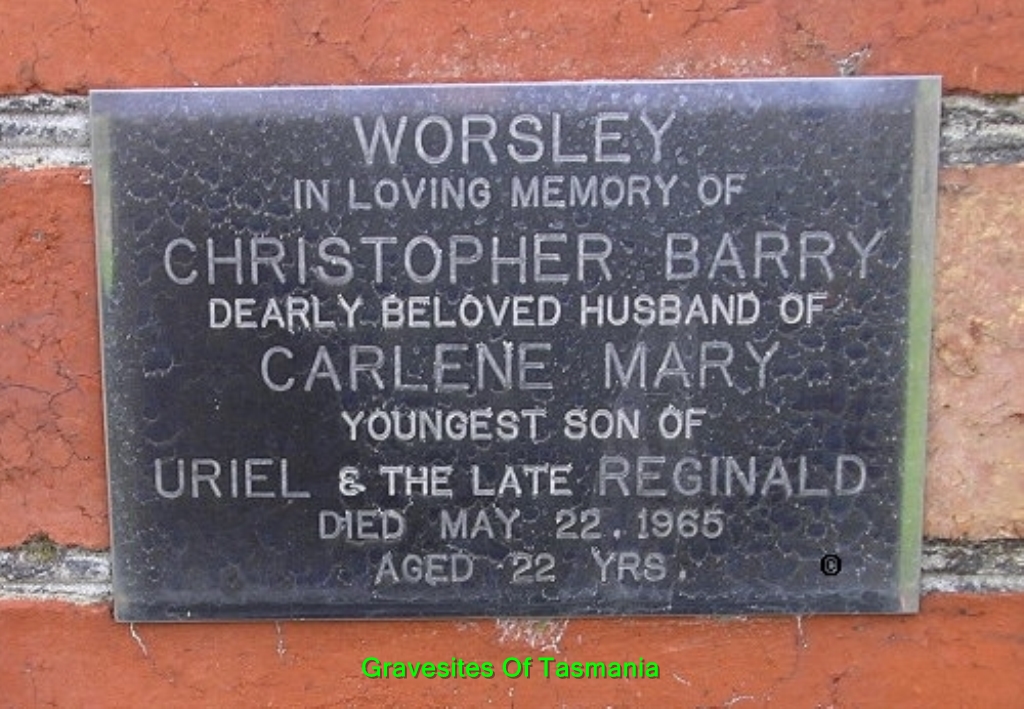 WORSLEY
IN LOVING MEMORY OF
CHRISTOPHER BARRY
DEARLY BELOVED HUSBAND OF
CARLENE MARY
YOUNGEST SON OF
URIEL & THE LATE REGINALD
DIED MAY 22. 1965
AGED 22 YRS.
©
Gravesites Of Tasmania